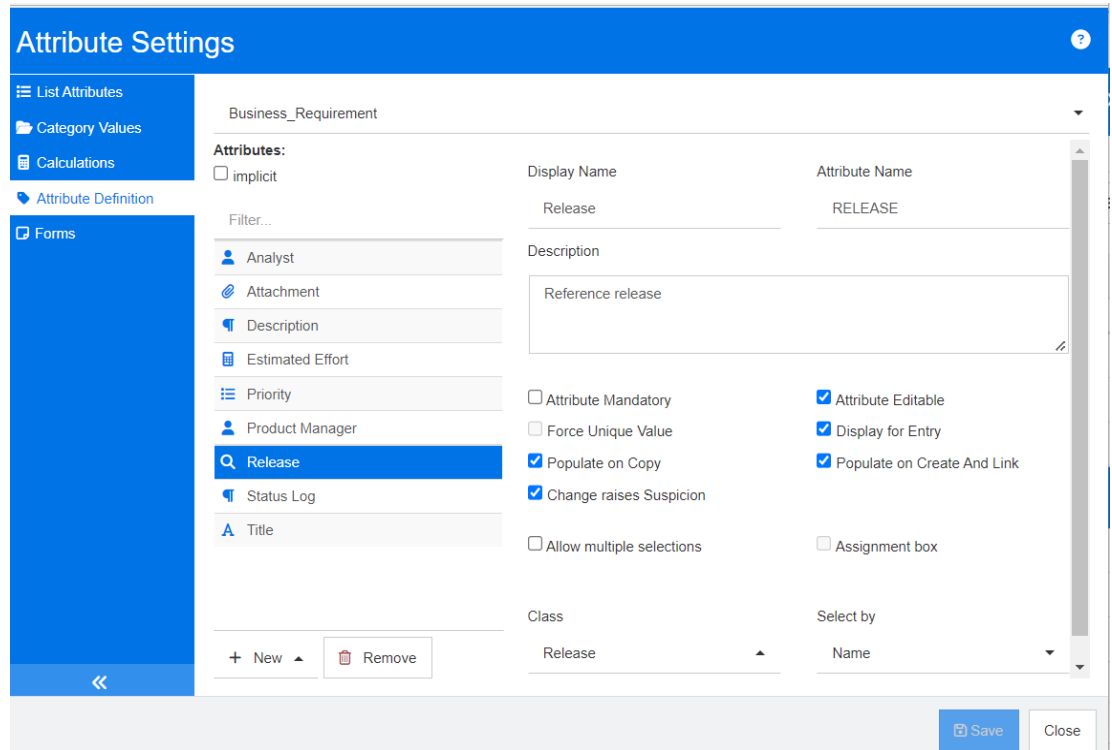 Attribute Settings
List Attributes
Category Values
Calculations
Attribute Definition
Forms
Business_Requirement
Attributes:
implicit
Filter...
Analyst
Attachment
Description
Estimated Effort
Priority
Product Manager
Release
Status Log
Title
+ New
Remove
Display Name
Attribute Name
Release
RELEASE
Description
Reference release
Attribute Mandatory
Attribute Editable
Force Unique Value
Display for Entry
Populate on Copy
Populate on Create And Link
Change raises Suspicion
Allow multiple selections
Assignment box
Class
Select by
Release
Name
Save
Close